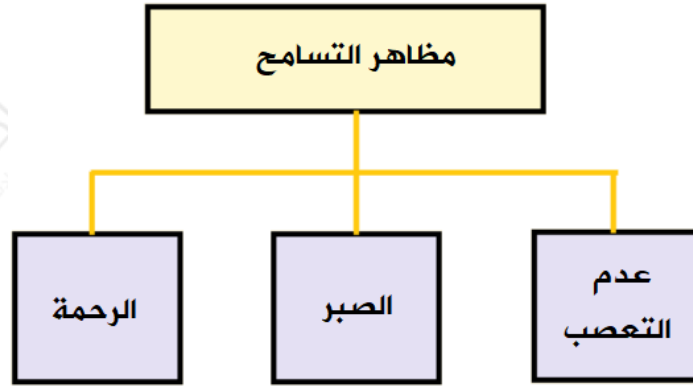 مظاهر التسامح
عدم
التعصب
الصبر
الرحمة